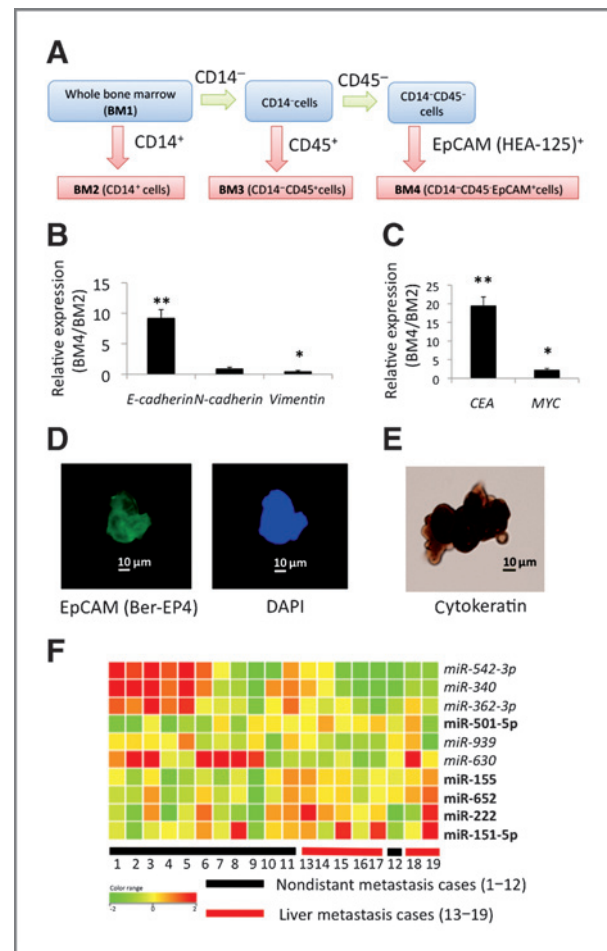 A
CD14⁻
CD45⁻
Whole bone marrow
(BM1)
CD14⁻cells
CD14⁻CD45⁻
cells
CD14⁺
CD45⁺
EpCAM (HEA-125)⁺
BM2 (CD14⁺ cells)
BM3 (CD14⁻CD45⁺cells)
BM4 (CD14⁻CD45⁻EpCAM⁺cells)
B
Relative expression
(BM4/BM2)
15
10
5
0
**
*
E-cadherin N-cadherin Vimentin
C
Relative expression
(BM4/BM2)
25
20
15
10
5
0
**
*
CEA MYC
D
10 µm
10 µm
EpCAM (Ber-EP4)
DAPI
E
10 µm
Cytokeratin
F
miR-542-3p
miR-340
miR-362-3p
miR-501-5p
miR-939
miR-630
miR-155
miR-652
miR-222
miR-151-5p
1 2 3 4 5 6 7 8 9 10 11 13 14 15 16 17 12 18 19
Color range
-2 0 2
Nondistant metastasis cases (1–12)
Liver metastasis cases (13–19)